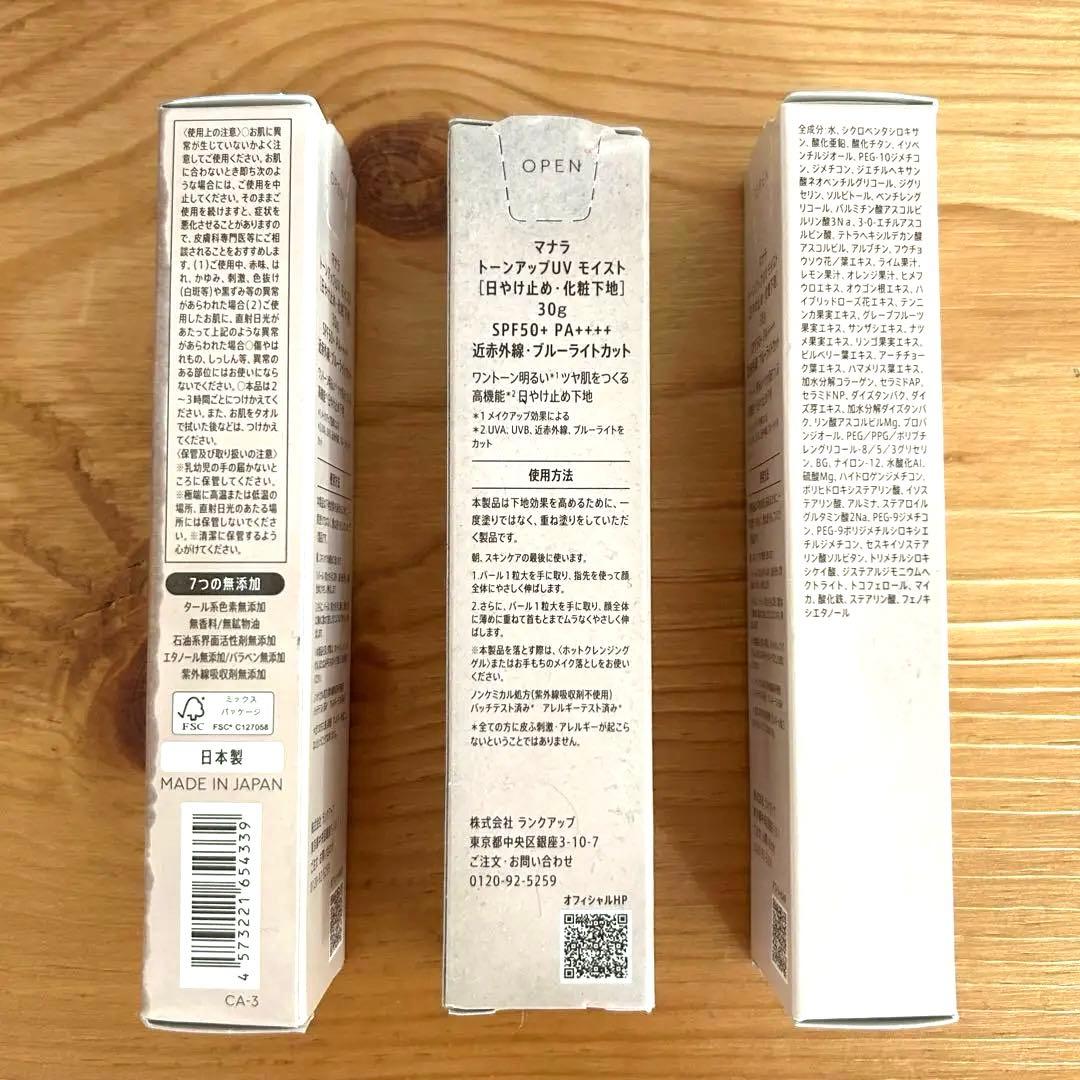 〈使用上の注意〉○お肌に異
常が生じていないかよく注
意してご使用ください。お肌
に合わないとき即ち次のよ
うな場合には、ご使用を中
止してください。そのままご
使用を続けますと、症状を
悪化させることがありますの
で、皮膚科専門医等にご相
談されることをおすすめしま
す。(1)ご使用中、赤味、は
れ、かゆみ、刺激、色抜け
(白斑等)や黒ずみ等の異常
があらわれた場合(2)ご使
用したお肌に、直射日光が
あたって上記のような異常
があらわれた場合○傷やは
れもの、しっしん等、異常の
ある部位にはお使いになら
ないでください。○本品は2
～3時間ごとにつけかえてく
ださい。また、お肌をタオル
で拭いた後などは、つけかえ
てください。
〈保管及び取り扱いの注意〉
※乳幼児の手の届かないと
ころに保管してください。
※極端に高温または低温の
場所、直射日光のあたる場
所には保管しないでくださ
い。※清潔に保管するよう
心がけてください。
7つの無添加
タール系色素無添加
無香料/無鉱物油
石油系界面活性剤無添加
エタノール無添加/パラベン無添加
紫外線吸収剤無添加
FSC
ミックス
パッケージ
FSC® C127058
日本製
MADE IN JAPAN
4 573221 654339
CA-3
OPEN
マナラ
トーンアップUV モイスト
[日やけ止め・化粧下地]
30g
SPF50+ PA++++
近赤外線・ブルーライトカット
ワントーン明るい*1ツヤ肌をつくる
高機能*2日やけ止め下地
*1 メイクアップ効果による
*2 UVA、UVB、近赤外線、ブルーライトを
カット
使用方法
本製品は下地効果を高めるために、一
度塗りではなく、重ね塗りをしていただ
く製品です。
朝、スキンケアの最後に使います。
1.パール1粒大を手に取り、指先を使って顔
全体にやさしく伸ばします。
2.さらに、パール1粒大を手に取り、顔全体
に薄めに重ねて首もとまでムラなくやさしく伸
ばします。
※本製品を落とす際は、〈ホットクレンジング
ゲル〉またはお手もちのメイク落としをお使い
ください。
ノンケミカル処方(紫外線吸収剤不使用)
パッチテスト済み* アレルギーテスト済み*
*全ての方に皮ふ刺激・アレルギーが起こら
ないということではありません。
株式会社 ランクアップ
東京都中央区銀座3-10-7
ご注文・お問い合わせ
0120-92-5259
オフィシャルHP
全成分:水、シクロペンタシロキサ
ン、酸化亜鉛、酸化チタン、イソペ
ンチルジオール、PEG-10ジメチコ
ン、ジメチコン、ジエチルヘキサン
酸ネオペンチルグリコール、ジグリ
セリン、ソルビトール、ペンチレング
リコール、パルミチン酸アスコルビ
ルリン酸3Na、3-O-エチルアスコ
ルビン酸、テトラヘキシルデカン酸
アスコルビル、アルブチン、フウチョ
ウソウ花/葉エキス、ライム果汁、
レモン果汁、オレンジ果汁、ヒメフ
ウロエキス、オウゴン根エキス、ハ
イブリッドローズ花エキス、テンニ
ンカ果実エキス、グレープフルーツ
果実エキス、サンザシエキス、ナツ
メ果実エキス、リンゴ果実エキス、
ビルベリー葉エキス、アーチチョー
ク葉エキス、ハマメリス葉エキス、
加水分解コラーゲン、セラミドAP、
セラミドNP、ダイズタンパク、ダイ
ズ芽エキス、加水分解ダイズタンパ
ク、リン酸アスコルビルMg、プロパ
ンジオール、PEG/PPG/ポリブチ
レングリコール-8/5/3グリセリ
ン、BG、ナイロン-12、水酸化Al、
硫酸Mg、ハイドロゲンジメチコン、
ポリヒドロキシステアリン酸、イソス
テアリン酸、アルミナ、ステアロイル
グルタミン酸2Na、PEG-9ジメチコ
ン、PEG-9ポリジメチルシロキシエ
チルジメチコン、セスキイソステア
リン酸ソルビタン、トリメチルシロキ
シケイ酸、ジステアルジモニウムヘ
クトライト、トコフェロール、マイ
カ、酸化鉄、ステアリン酸、フェノキ
シエタノール